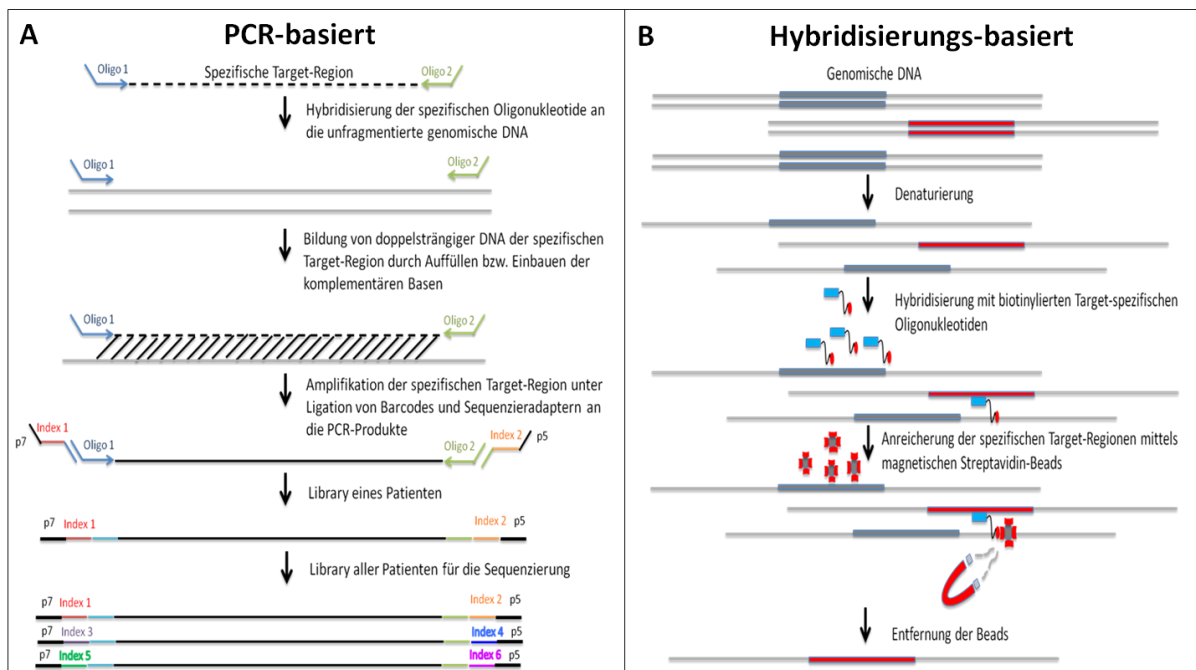 A
PCR-basiert
Oligo 1
Spezifische Target-Region
Oligo 2
Hybridisierung der spezifischen Oligonukleotide an
die unfragmentierte genomische DNA
Oligo 1
Oligo 2
Bildung von doppelsträngiger DNA der spezifischen
Target-Region durch Auffüllen bzw. Einbauen der
komplementären Basen
Oligo 1
Oligo 2
Amplifikation der spezifischen Target-Region unter
Ligation von Barcodes und Sequenzieradaptern an
die PCR-Produkte
p7
Index 1
Oligo 1
Oligo 2
Index 2
p5
Library eines Patienten
p7
Index 1
Index 2
p5
Library aller Patienten für die Sequenzierung
p7
Index 1
Index 2
p5
p7
Index 3
Index 4
p5
p7
Index 5
Index 6
p5
B
Hybridisierungs-basiert
Genomische DNA
Denaturierung
Hybridisierung mit biotinylierten Target-spezifischen
Oligonukleotiden
Anreicherung der spezifischen Target-Regionen mittels
magnetischen Streptavidin-Beads
Entfernung der Beads